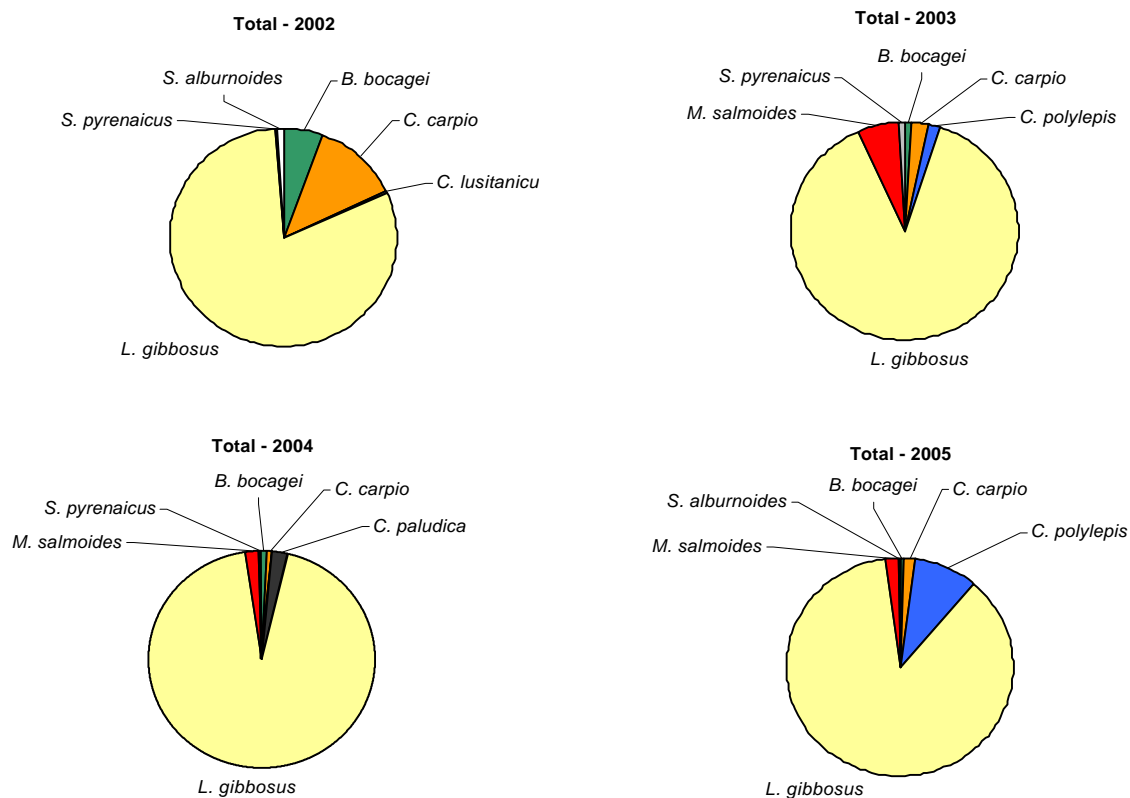 Total - 2002
S. alburnoides
B. bocagei
S. pyrenaicus
C. carpio
C. lusitanicu
L. gibbosus
Total - 2003
B. bocagei
S. pyrenaicus
C. carpio
M. salmoides
C. polylepis
L. gibbosus
Total - 2004
B. bocagei
C. carpio
S. pyrenaicus
C. paludica
M. salmoides
L. gibbosus
Total - 2005
B. bocagei
C. carpio
S. alburnoides
C. polylepis
M. salmoides
L. gibbosus